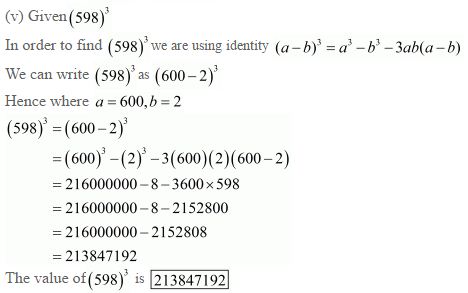 (v) Given (598)³
In order to find (598)³ we are using identity (a−b)³ = a³ −b³ −3ab(a−b)
We can write (598)³ as (600−2)³
Hence where a = 600, b = 2
(598)³ = (600−2)³
= (600)³ −(2)³ −3(600)(2)(600−2)
= 216000000−8−3600×598
= 216000000−8−2152800
= 216000000−2152808
= 213847192
The value of (598)³ is 213847192